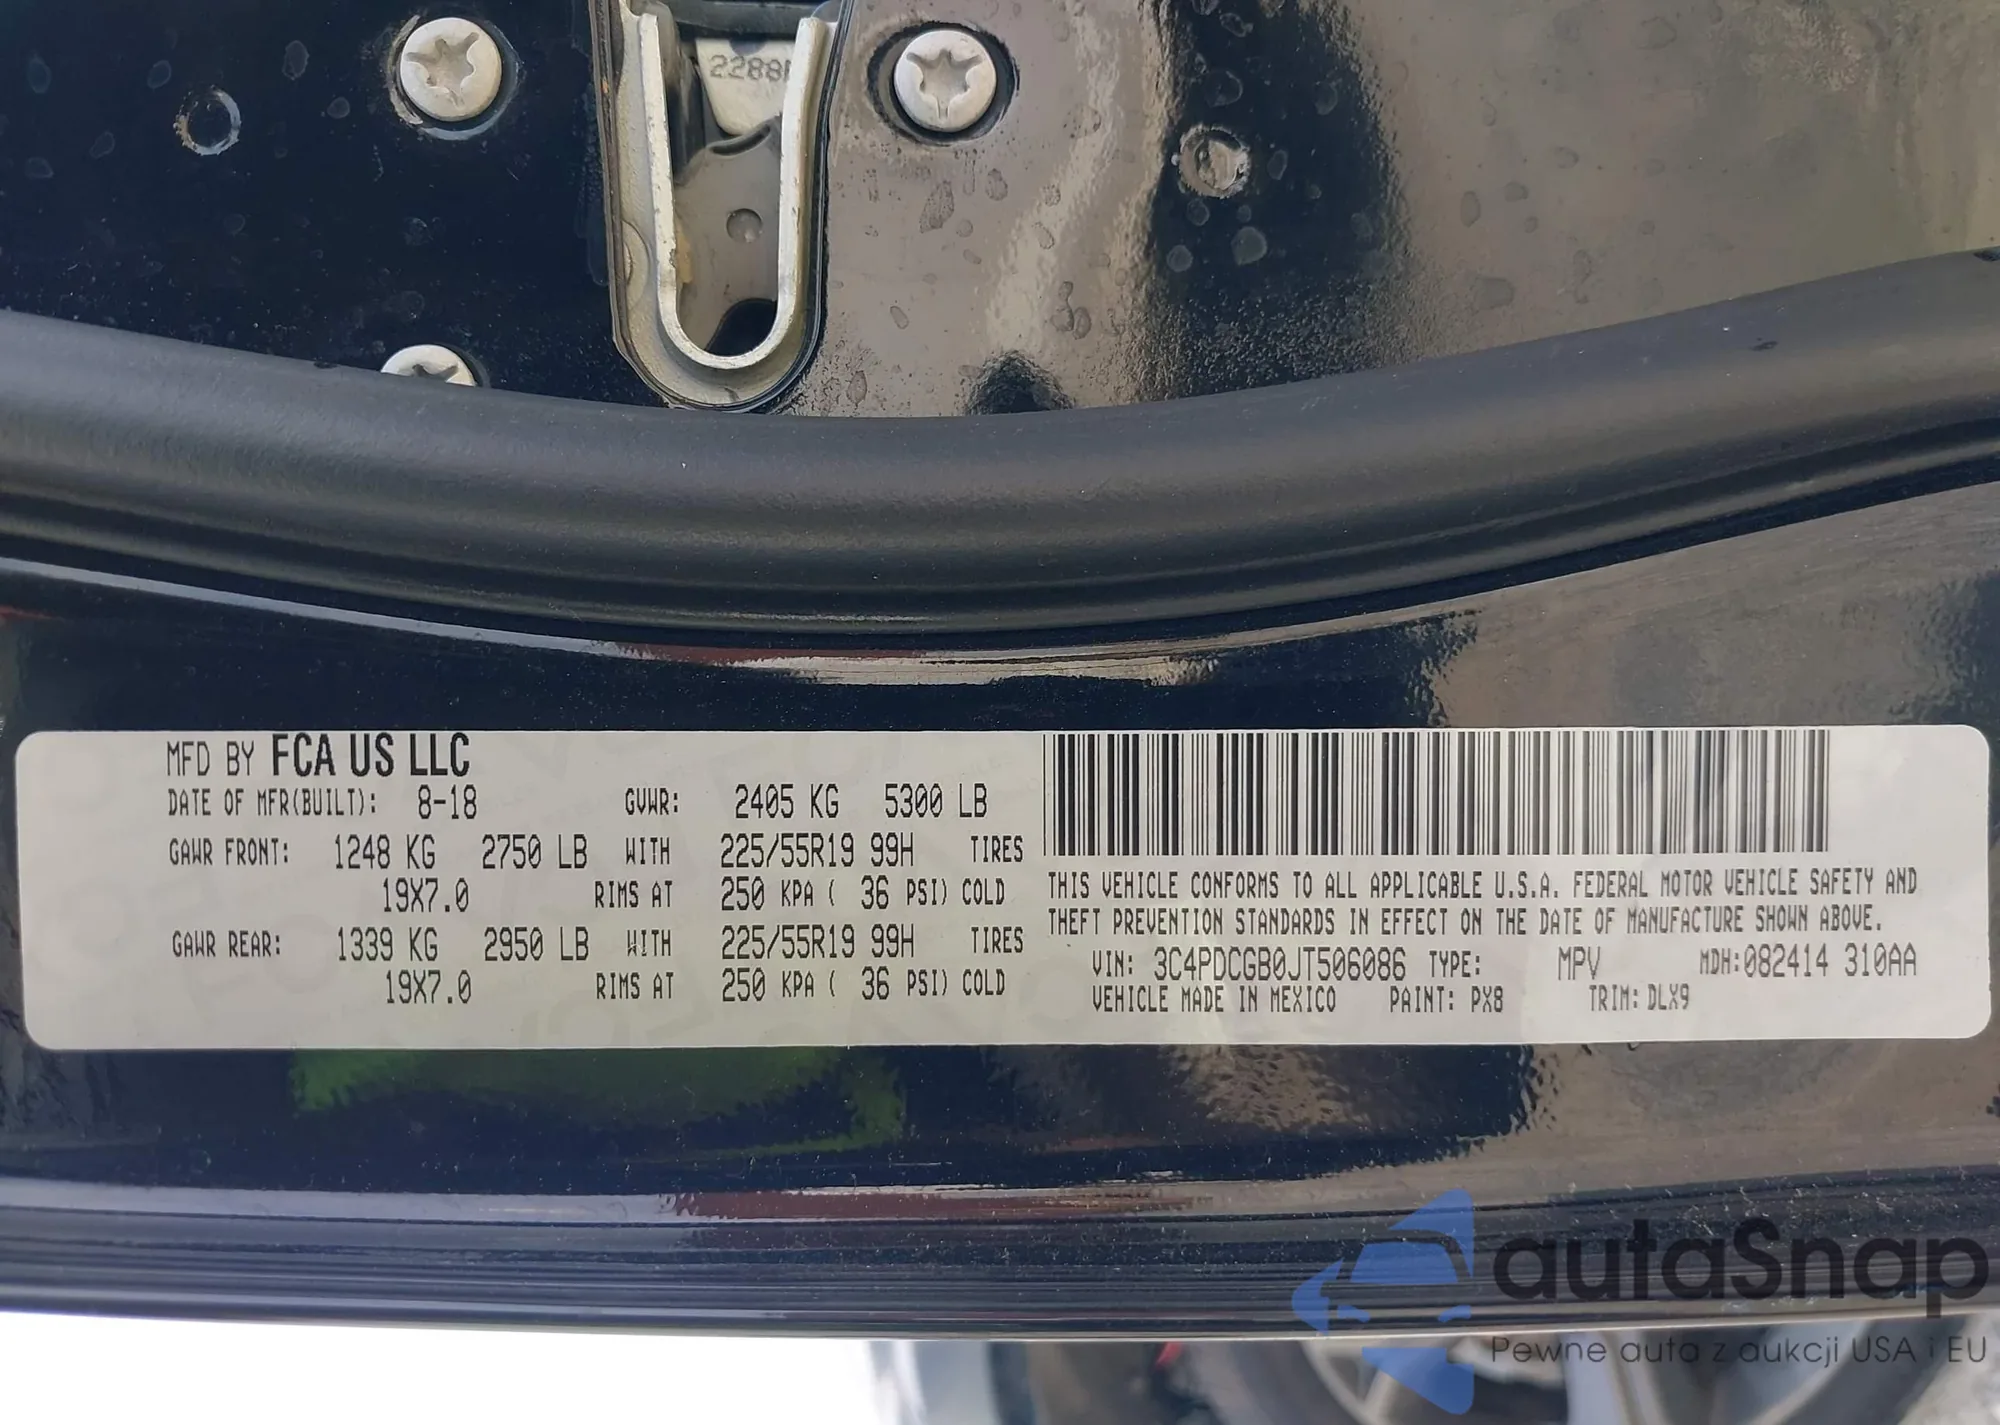 2288
MFD BY FCA US LLC
DATE OF MFR(BUILT): 8-18 GVWR: 2405 KG 5300 LB
GAWR FRONT: 1248 KG 2750 LB WITH 225/55R19 99H TIRES
19X7.0 RIMS AT 250 KPA ( 36 PSI) COLD
GAWR REAR: 1339 KG 2950 LB WITH 225/55R19 99H TIRES
19X7.0 RIMS AT 250 KPA ( 36 PSI) COLD
THIS VEHICLE CONFORMS TO ALL APPLICABLE U.S.A. FEDERAL MOTOR VEHICLE SAFETY AND
THEFT PREVENTION STANDARDS IN EFFECT ON THE DATE OF MANUFACTURE SHOWN ABOVE.
VIN: 3C4PDCGB0JT506086 TYPE: MPV MDH:082414 310AA
VEHICLE MADE IN MEXICO PAINT: PX8 TRIM: DLX9
autaSnap
Pewne auta z aukcji USA i EU